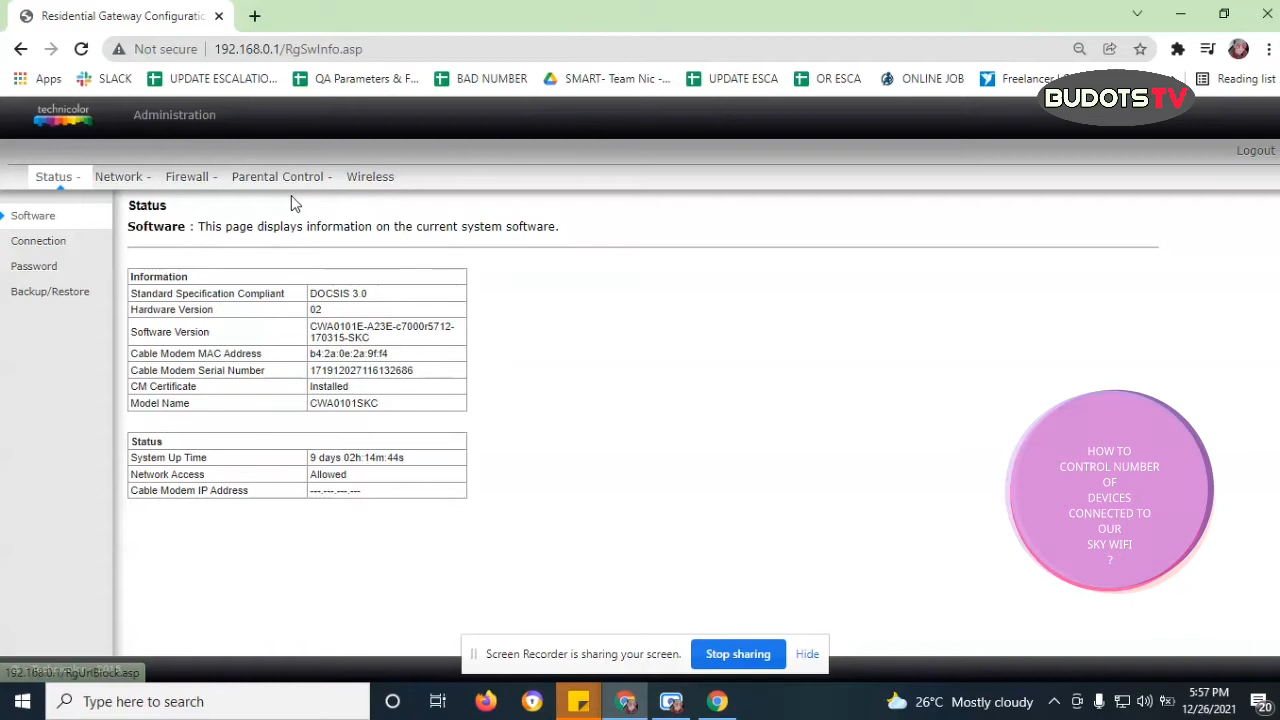 Residential Gateway Configuratio
Not secure 192.168.0.1/RgSwInfo.asp
Apps SLACK UPDATE ESCALATIO... QA Parameters & F... BAD NUMBER SMART- Team Nic -... UPDATE ESCA OR ESCA ONLINE JOB Freelancer Reading list
BUDOTSTV
technicolor Administration
Logout
Status - Network - Firewall - Parental Control - Wireless
Software
Connection
Password
Backup/Restore
Status
Software : This page displays information on the current system software.
Information
Standard Specification Compliant DOCSIS 3.0
Hardware Version 02
Software Version CWA0101E-A23E-c7000r5712-
170315-SKC
Cable Modem MAC Address b4:2a:0e:2a:9f:f4
Cable Modem Serial Number 171912027116132686
CM Certificate Installed
Model Name CWA0101SKC
Status
System Up Time 9 days 02h:14m:44s
Network Access Allowed
Cable Modem IP Address ---.---.---.---
HOW TO
CONTROL NUMBER
OF
DEVICES
CONNECTED TO
OUR
SKY WIFI
?
Screen Recorder is sharing your screen. Stop sharing Hide
192.168.0.1/RgUrlBlock.asp
Type here to search
26°C Mostly cloudy
5:57 PM
12/26/2021
20